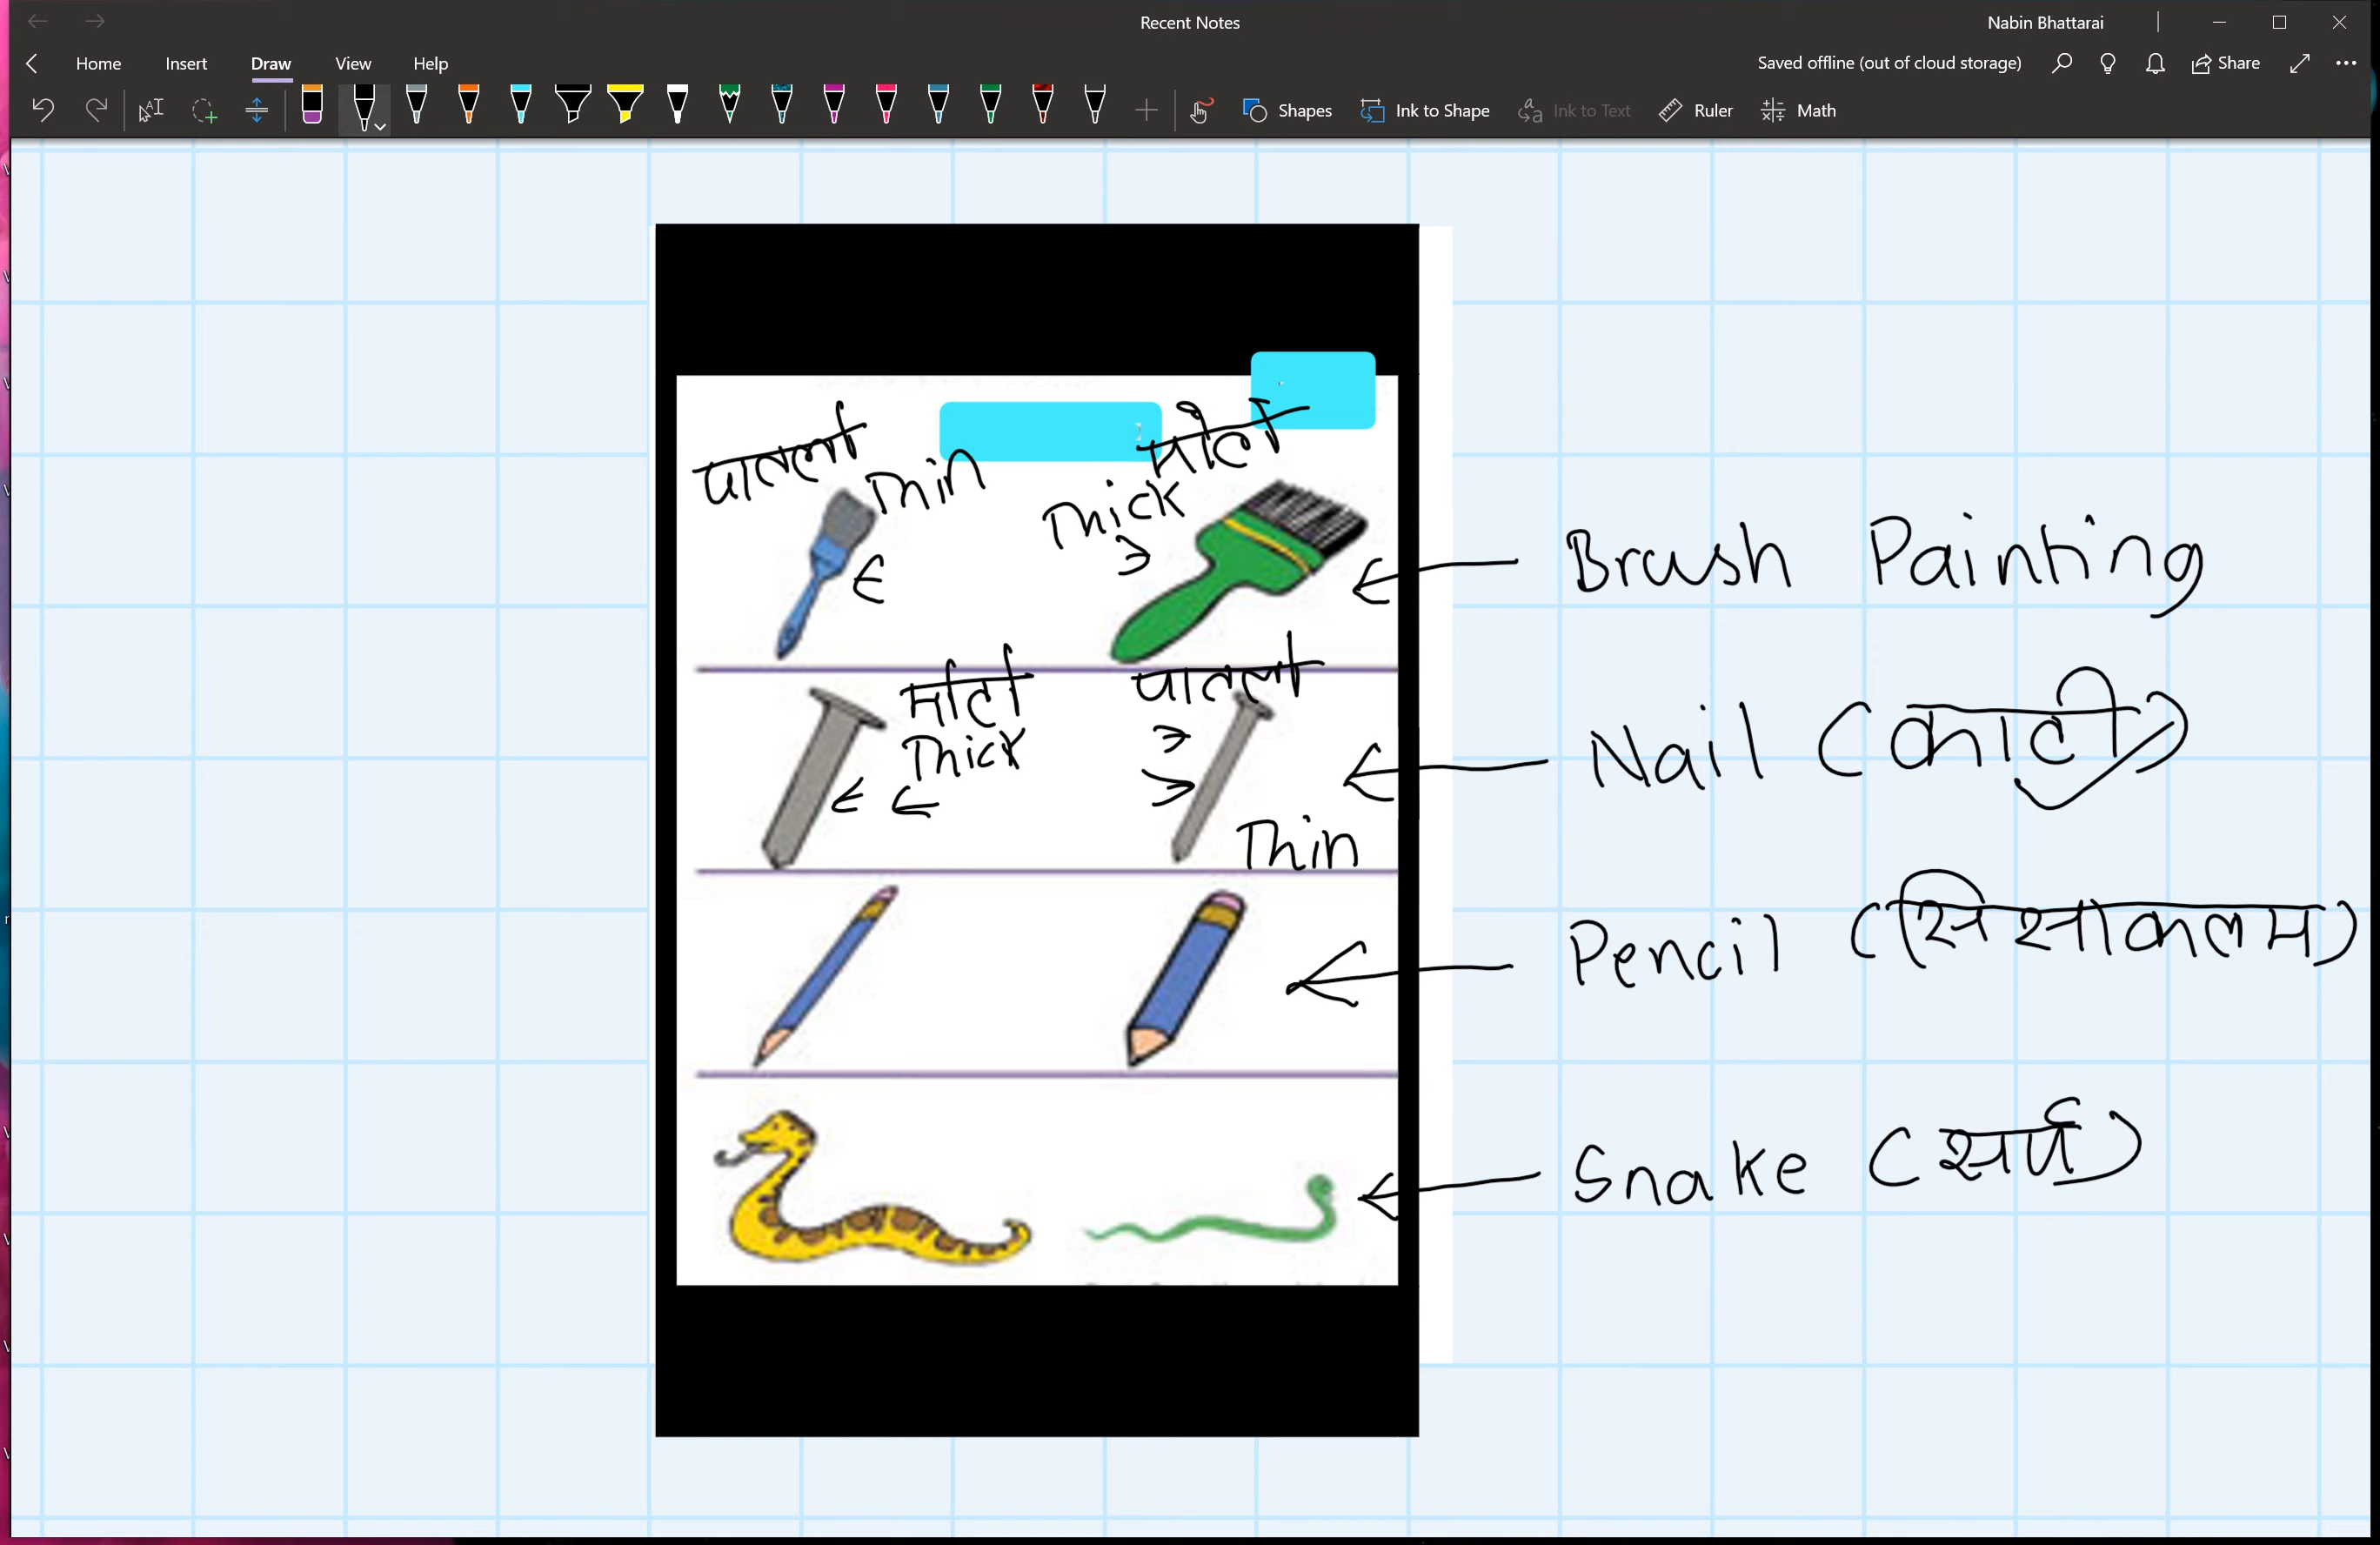 Recent Notes Nabin Bhattarai
Home Insert Draw View Help Saved offline (out of cloud storage) Share
Shapes Ink to Shape Ink to Text Ruler Math
पातलो Thin मोटो
Thick
Brush Painting
मोटो पातलो
Thick
Nail (काटी)
Thin
Pencil (सिसाकलम)
Snake (सर्प)